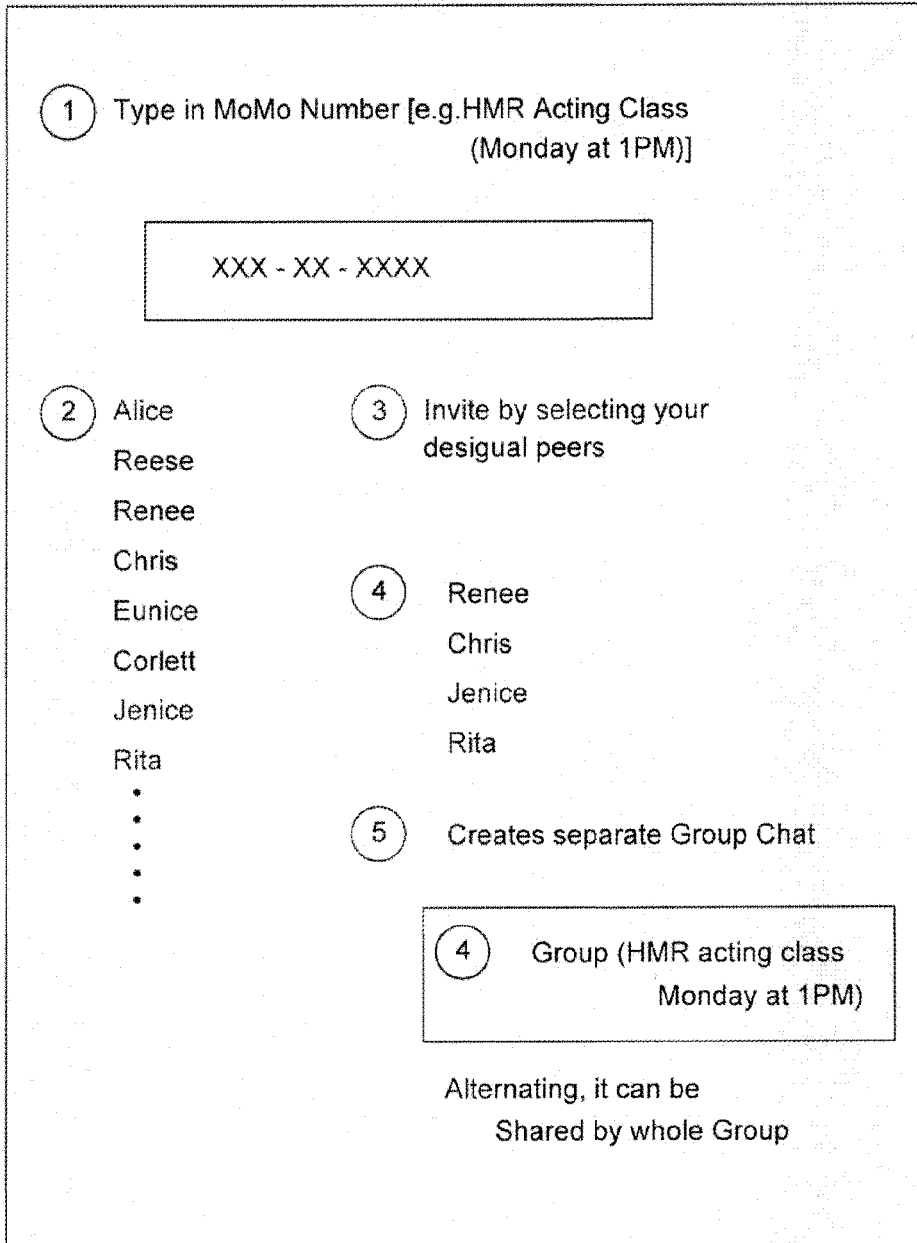 1 Type in MoMo Number [e.g.HMR Acting Class
(Monday at 1PM)]
XXX - XX - XXXX
2 Alice
Reese
Renee
Chris
Eunice
Corlett
Jenice
Rita
3 Invite by selecting your
desigual peers
4 Renee
Chris
Jenice
Rita
5 Creates separate Group Chat
4 Group (HMR acting class
Monday at 1PM)
Alternating, it can be
Shared by whole Group